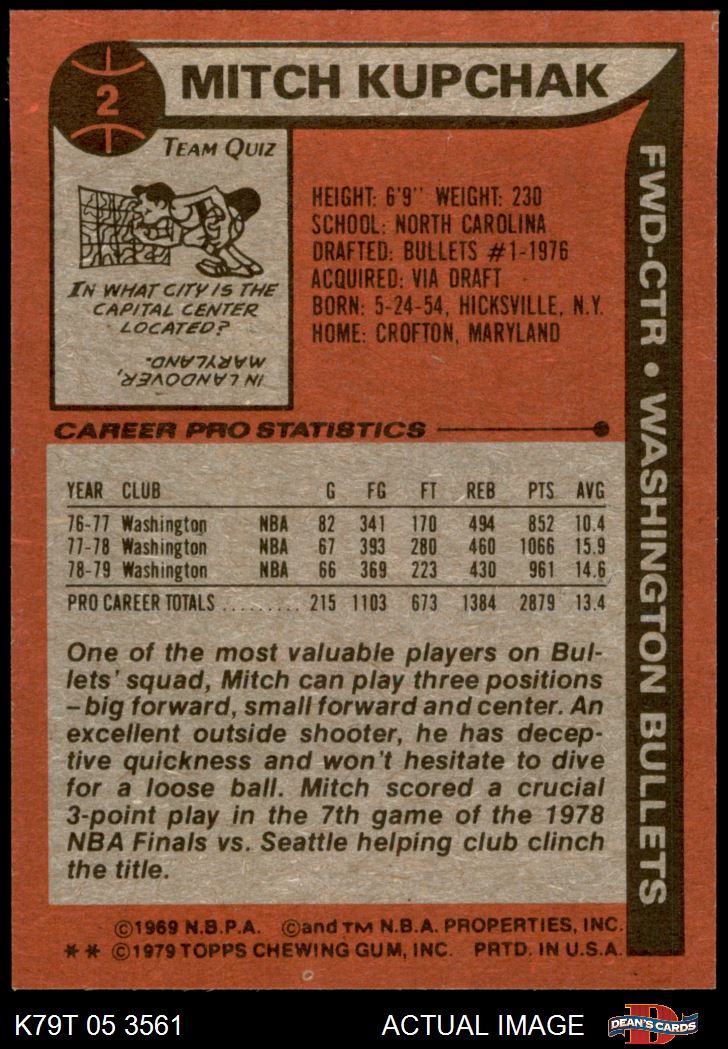 2
MITCH KUPCHAK
TEAM QUIZ
IN WHAT CITY IS THE
CAPITAL CENTER
LOCATED?
IN LANDOVER,
MARYLAND.
HEIGHT: 6'9" WEIGHT: 230
SCHOOL: NORTH CAROLINA
DRAFTED: BULLETS #1-1976
ACQUIRED: VIA DRAFT
BORN: 5-24-54, HICKSVILLE, N.Y.
HOME: CROFTON, MARYLAND
FWD-CTR • WASHINGTON BULLETS
CAREER PRO STATISTICS
YEAR CLUB G FG FT REB PTS AVG
76-77 Washington NBA 82 341 170 494 852 10.4
77-78 Washington NBA 67 393 280 460 1066 15.9
78-79 Washington NBA 66 369 223 430 961 14.6
PRO CAREER TOTALS ......... 215 1103 673 1384 2879 13.4
One of the most valuable players on Bul-
lets' squad, Mitch can play three positions
–big forward, small forward and center. An
excellent outside shooter, he has decep-
tive quickness and won't hesitate to dive
for a loose ball. Mitch scored a crucial
3-point play in the 7th game of the 1978
NBA Finals vs. Seattle helping club clinch
the title.
©1969 N.B.P.A. ©and TM N.B.A. PROPERTIES, INC.
** ©1979 TOPPS CHEWING GUM, INC. PRTD. IN U.S.A.
K79T 05 3561 ACTUAL IMAGE
D
DEAN'S CARDS